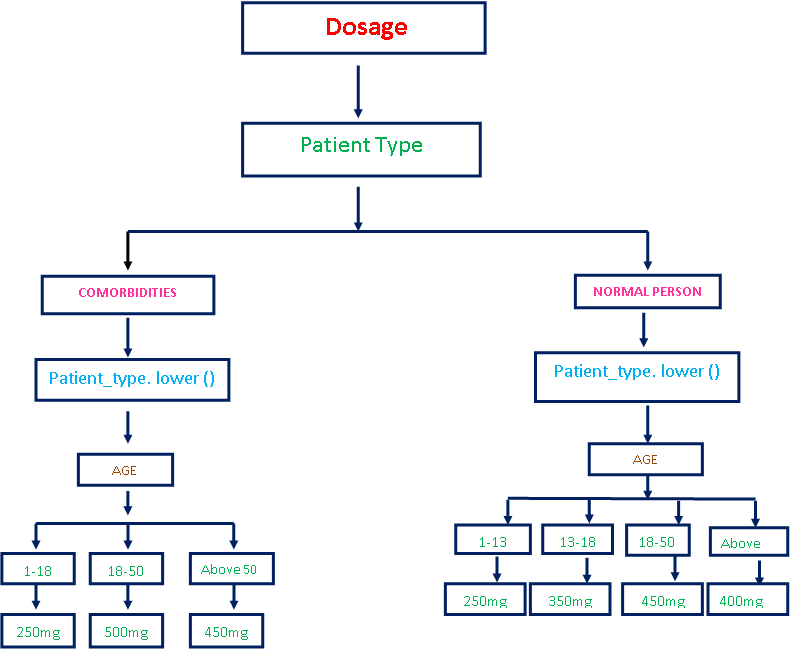 Dosage
Patient Type
COMORBIDITIES
NORMAL PERSON
Patient_type. lower ()
Patient_type. lower ()
AGE
AGE
1-18
18-50
Above 50
1-13
13-18
18-50
Above
250mg
500mg
450mg
250mg
350mg
450mg
400mg